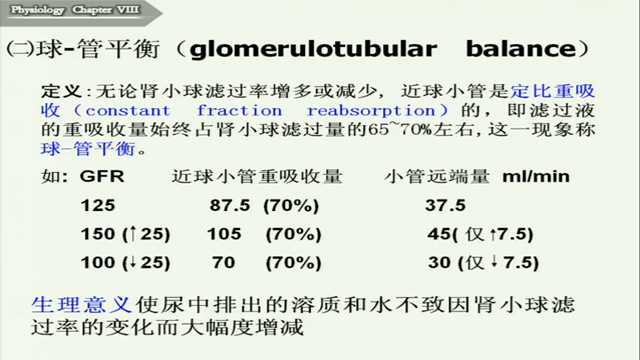 Physiology Chapter VIII
㈡球-管平衡（glomerulotubular balance）
定义:无论肾小球滤过率增多或减少, 近球小管是定比重吸
收（constant fraction reabsorption）的, 即滤过液
的重吸收量始终占肾小球滤过量的65~70%左右,这一现象称
球-管平衡。
如: GFR 近球小管重吸收量 小管远端量 ml/min
125 87.5 (70%) 37.5
150 (↑25) 105 (70%) 45( 仅↑7.5)
100 (↓25) 70 (70%) 30 (仅↓7.5)
生理意义使尿中排出的溶质和水不致因肾小球滤
过率的变化而大幅度增减